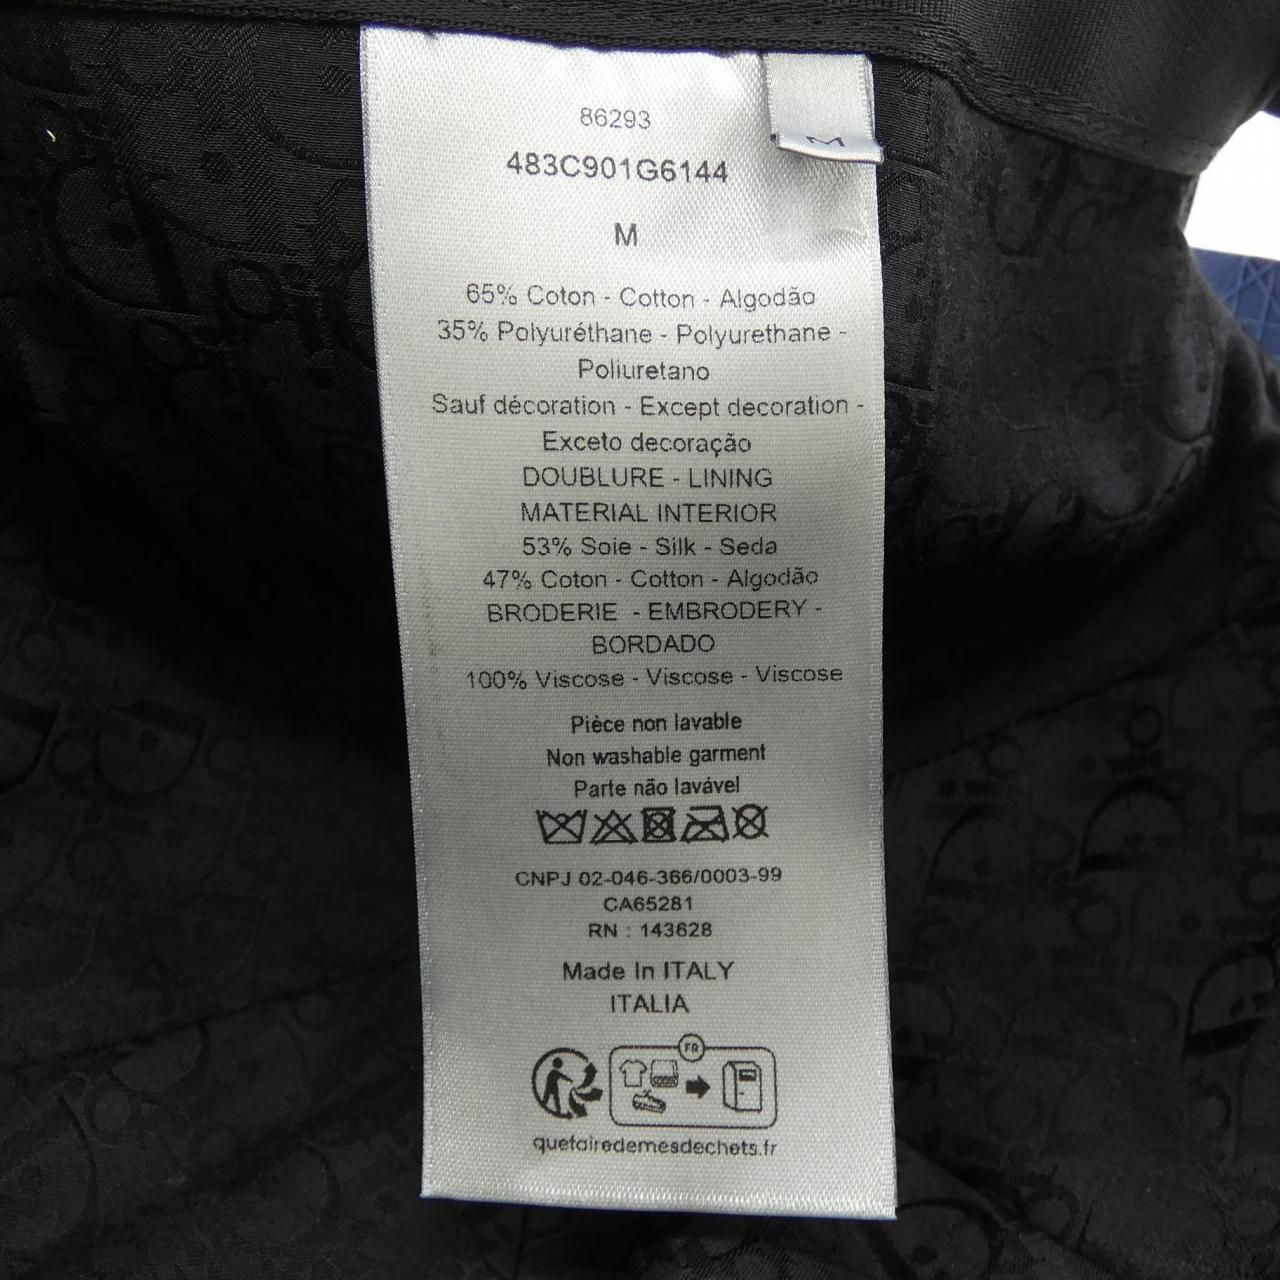 86293
M
483C901G6144
M
65% Coton - Cotton - Algodão
35% Polyuréthane - Polyurethane -
Poliuretano
Sauf décoration - Except decoration -
Exceto decoração
DOUBLURE - LINING
MATERIAL INTERIOR
53% Soie - Silk - Seda
47% Coton - Cotton - Algodão
BRODERIE - EMBRODERY -
BORDADO
100% Viscose - Viscose - Viscose
Pièce non lavable
Non washable garment
Parte não lavável
CNPJ 02-046-366/0003-99
CA65281
RN : 143628
Made In ITALY
ITALIA
FR
quefairedemesdechets.fr
Dior
Dior
Dior